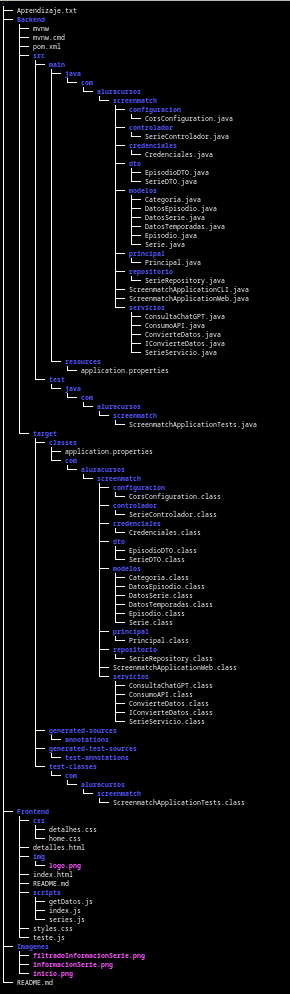 Aprendizaje.txt
Backend
mvnw
mvnw.cmd
pom.xml
src
main
java
com
aluracursos
screenmatch
configuracion
CorsConfiguration.java
controlador
SerieControlador.java
credenciales
Credenciales.java
dto
EpisodioDTO.java
SerieDTO.java
modelos
Categoria.java
DatosEpisodio.java
DatosSerie.java
DatosTemporadas.java
Episodio.java
Serie.java
principal
Principal.java
repositorio
SerieRepository.java
ScreenmatchApplicationCLI.java
ScreenmatchApplicationWeb.java
servicios
ConsultaChatGPT.java
ConsumoAPI.java
ConvierteDatos.java
IConvierteDatos.java
SerieServicio.java
resources
application.properties
test
java
com
aluracursos
screenmatch
ScreenmatchApplicationTests.java
target
classes
application.properties
com
aluracursos
screenmatch
configuracion
CorsConfiguration.class
controlador
SerieControlador.class
credenciales
Credenciales.class
dto
EpisodioDTO.class
SerieDTO.class
modelos
Categoria.class
DatosEpisodio.class
DatosSerie.class
DatosTemporadas.class
Episodio.class
Serie.class
principal
Principal.class
repositorio
SerieRepository.class
ScreenmatchApplicationWeb.class
servicios
ConsultaChatGPT.class
ConsumoAPI.class
ConvierteDatos.class
IConvierteDatos.class
SerieServicio.class
generated-sources
annotations
generated-test-sources
test-annotations
test-classes
com
aluracursos
screenmatch
ScreenmatchApplicationTests.class
Frontend
css
detalhes.css
home.css
detalles.html
img
logo.png
index.html
README.md
scripts
getDatos.js
index.js
series.js
styles.css
teste.js
Imagenes
filtradoInformacionSerie.png
informacionSerie.png
inicio.png
README.md